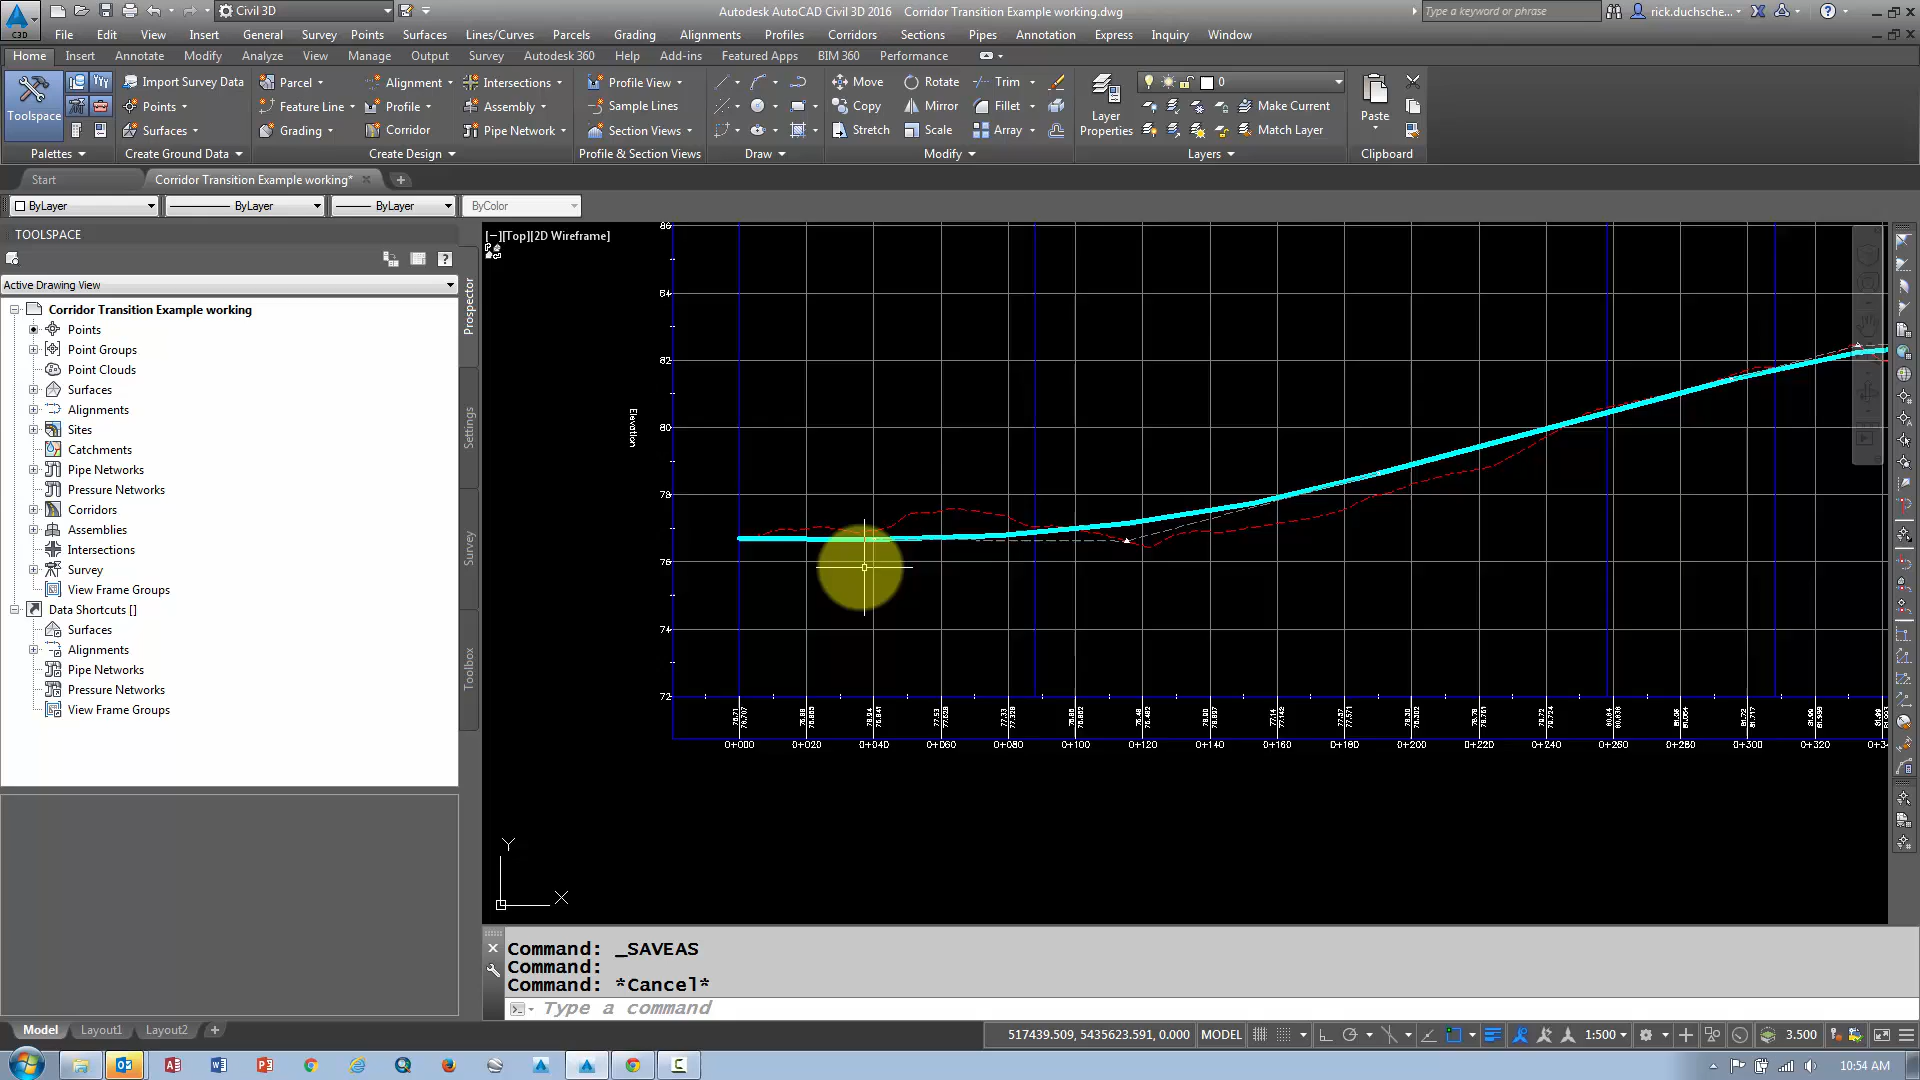 Civil 3D
Autodesk AutoCAD Civil 3D 2016 Corridor Transition Example working.dwg
Type a keyword or phrase
rick.duchsche...
C3D
File Edit View Insert General Survey Points Surfaces Lines/Curves Parcels Grading Alignments Profiles Corridors Sections Pipes Annotation Express Inquiry Window
Home Insert Annotate Modify Analyze View Manage Output Survey Autodesk 360 Help Add-ins Featured Apps BIM 360 Performance
Import Survey Data Parcel Alignment Intersections Profile View Move Rotate Trim 0
Toolspace Points Feature Line Profile Assembly Sample Lines Copy Mirror Fillet Layer Properties Make Current Paste
Surfaces Grading Corridor Pipe Network Section Views Stretch Scale Array Match Layer
Palettes Create Ground Data Create Design Profile & Section Views Draw Modify Layers Clipboard
Start Corridor Transition Example working*
ByLayer ByLayer ByLayer ByColor
TOOLSPACE
Active Drawing View
Corridor Transition Example working
Points
Point Groups
Point Clouds
Surfaces
Alignments
Sites
Catchments
Pipe Networks
Pressure Networks
Corridors
Assemblies
Intersections
Survey
View Frame Groups
Data Shortcuts []
Surfaces
Alignments
Pipe Networks
Pressure Networks
View Frame Groups
Prospector
Settings
Survey
Toolbox
[−][Top][2D Wireframe]
86
84
82
80
78
76
74
72
Elevation
0+000 0+020 0+040 0+060 0+080 0+100 0+120 0+140 0+160 0+180 0+200 0+220 0+240 0+260 0+280 0+300 0+320
Y
X
Command: _SAVEAS
Command:
Command: *Cancel*
Type a command
Model Layout1 Layout2
517439.509, 5435623.591, 0.000 MODEL 1:500 3.500
10:54 AM